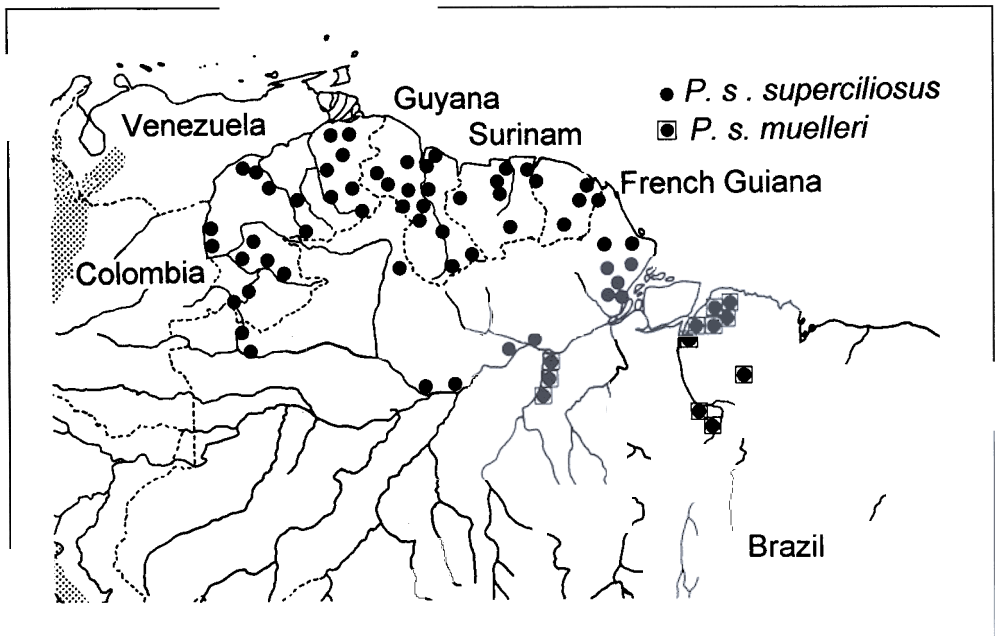 Guyana
P. s . superciliosus
Venezuela
Surinam
P. s. muelleri
French Guiana
Colombia
Brazil